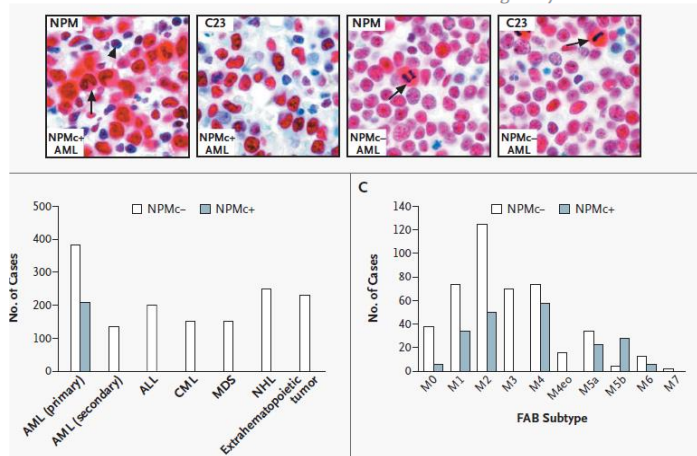 NPM
C23
NPM
C23
NPMc+
AML
NPMc+
AML
NPMc−
AML
NPMc−
AML
C
NPMc− NPMc+
500
400
300
200
100
0
No. of Cases
AML (primary)
AML (secondary)
ALL
CML
MDS
NHL
Extrahematopoietic
tumor
NPMc− NPMc+
140
120
100
80
60
40
20
0
No. of Cases
M0
M1
M2
M3
M4
M4eo
M5a
M5b
M6
M7
FAB Subtype